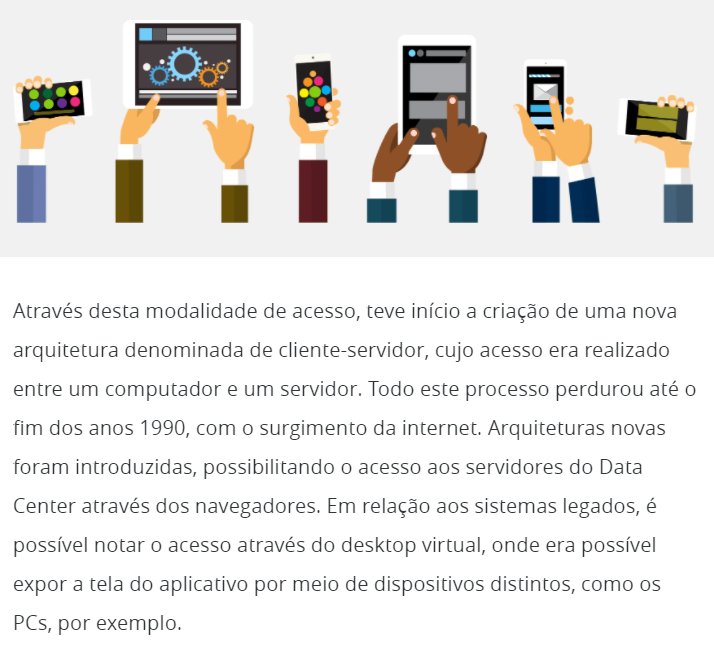 Através desta modalidade de acesso, teve início a criação de uma nova
arquitetura denominada de cliente-servidor, cujo acesso era realizado
entre um computador e um servidor. Todo este processo perdurou até o
fim dos anos 1990, com o surgimento da internet. Arquiteturas novas
foram introduzidas, possibilitando o acesso aos servidores do Data
Center através dos navegadores. Em relação aos sistemas legados, é
possível notar o acesso através do desktop virtual, onde era possível
expor a tela do aplicativo por meio de dispositivos distintos, como os
PCs, por exemplo.